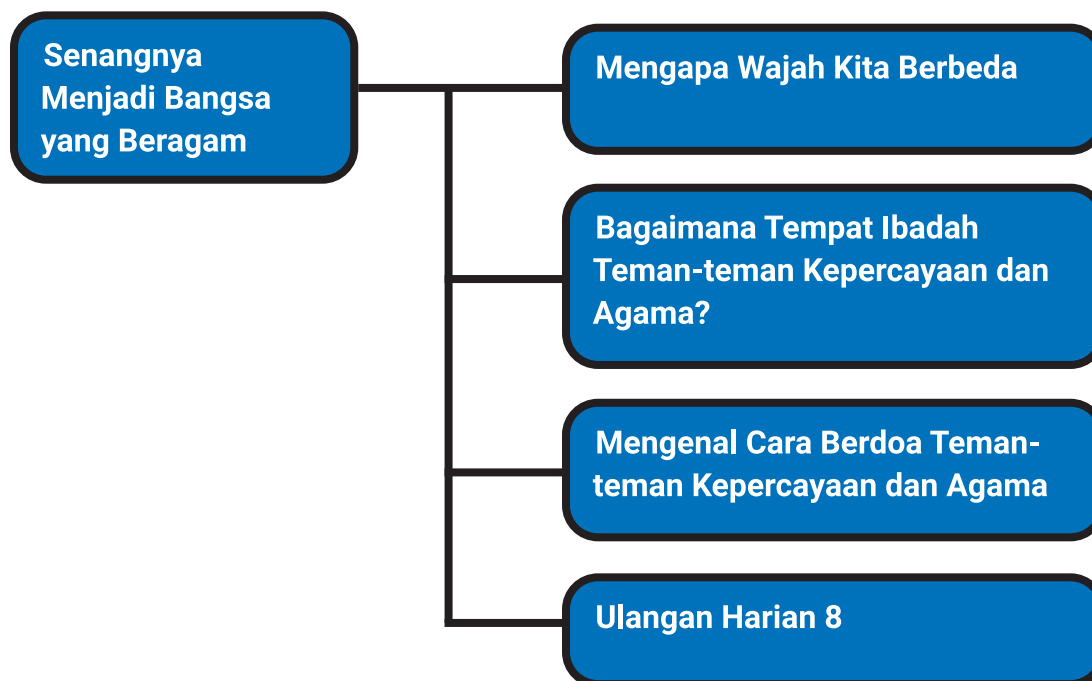 Senangnya
Menjadi Bangsa
yang Beragam
Mengapa Wajah Kita Berbeda
Bagaimana Tempat Ibadah
Teman-teman Kepercayaan dan
Agama?
Mengenal Cara Berdoa Teman-
teman Kepercayaan dan Agama
Ulangan Harian 8